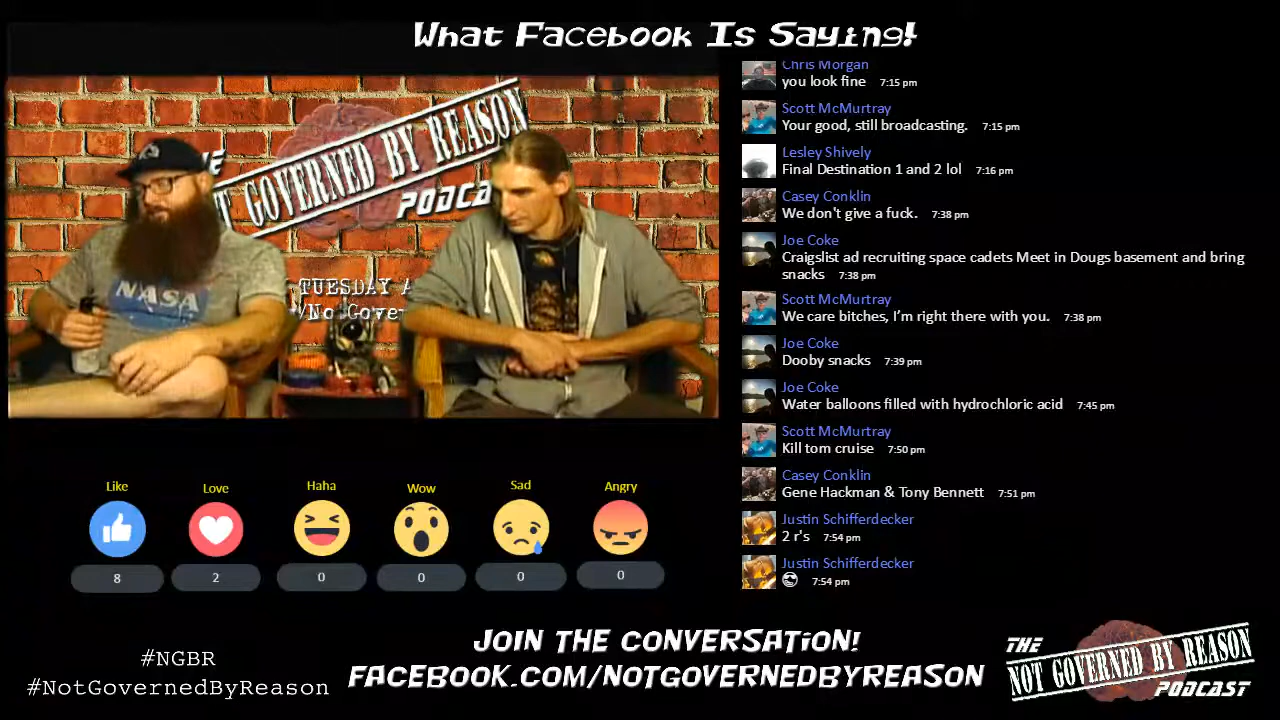 What Facebook Is Saying!
THE
NOT GOVERNED BY REASON
PODCA
NASA
TUESDAY A
/No Gover
Chris Morgan
you look fine 7:15 pm
Scott McMurtray
Your good, still broadcasting. 7:15 pm
Lesley Shively
Final Destination 1 and 2 lol 7:16 pm
Casey Conklin
We don't give a fuck. 7:38 pm
Joe Coke
Craigslist ad recruiting space cadets Meet in Dougs basement and bring
snacks 7:38 pm
Scott McMurtray
We care bitches, I'm right there with you. 7:38 pm
Joe Coke
Dooby snacks 7:39 pm
Joe Coke
Water balloons filled with hydrochloric acid 7:45 pm
Scott McMurtray
Kill tom cruise 7:50 pm
Casey Conklin
Gene Hackman & Tony Bennett 7:51 pm
Justin Schifferdecker
2 r's 7:54 pm
Justin Schifferdecker
😎 7:54 pm
Like Love Haha Wow Sad Angry
8 2 0 0 0 0
#NGBR
#NotGovernedByReason
JOIN THE CONVERSATION!
FACEBOOK.COM/NOTGOVERNEDBYREASON
THE
NOT GOVERNED BY REASON
PODCAST